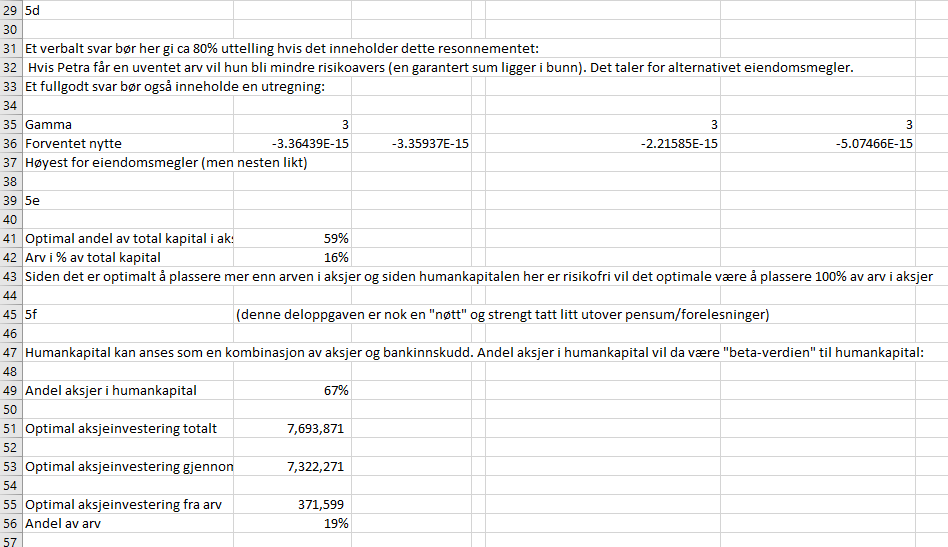 29 5d
30
31 Et verbalt svar bør her gi ca 80% uttelling hvis det inneholder dette resonnementet:
32 Hvis Petra får en uventet arv vil hun bli mindre risikoavers (en garantert sum ligger i bunn). Det taler for alternativet eiendomsmegler.
33 Et fullgodt svar bør også inneholde en utregning:
34
35 Gamma 3 3 3
36 Forventet nytte -3.36439E-15 -3.35937E-15 -2.21585E-15 -5.07466E-15
37 Høyest for eiendomsmegler (men nesten likt)
38
39 5e
40
41 Optimal andel av total kapital i aks 59%
42 Arv i % av total kapital 16%
43 Siden det er optimalt å plassere mer enn arven i aksjer og siden humankapitalen her er risikofri vil det optimale være å plassere 100% av arv i aksjer
44
45 5f (denne deloppgaven er nok en "nøtt" og strengt tatt litt utover pensum/forelesninger)
46
47 Humankapital kan anses som en kombinasjon av aksjer og bankinnskudd. Andel aksjer i humankapital vil da være "beta-verdien" til humankapital:
48
49 Andel aksjer i humankapital 67%
50
51 Optimal aksjeinvestering totalt 7,693,871
52
53 Optimal aksjeinvestering gjennom 7,322,271
54
55 Optimal aksjeinvestering fra arv 371,599
56 Andel av arv 19%
57